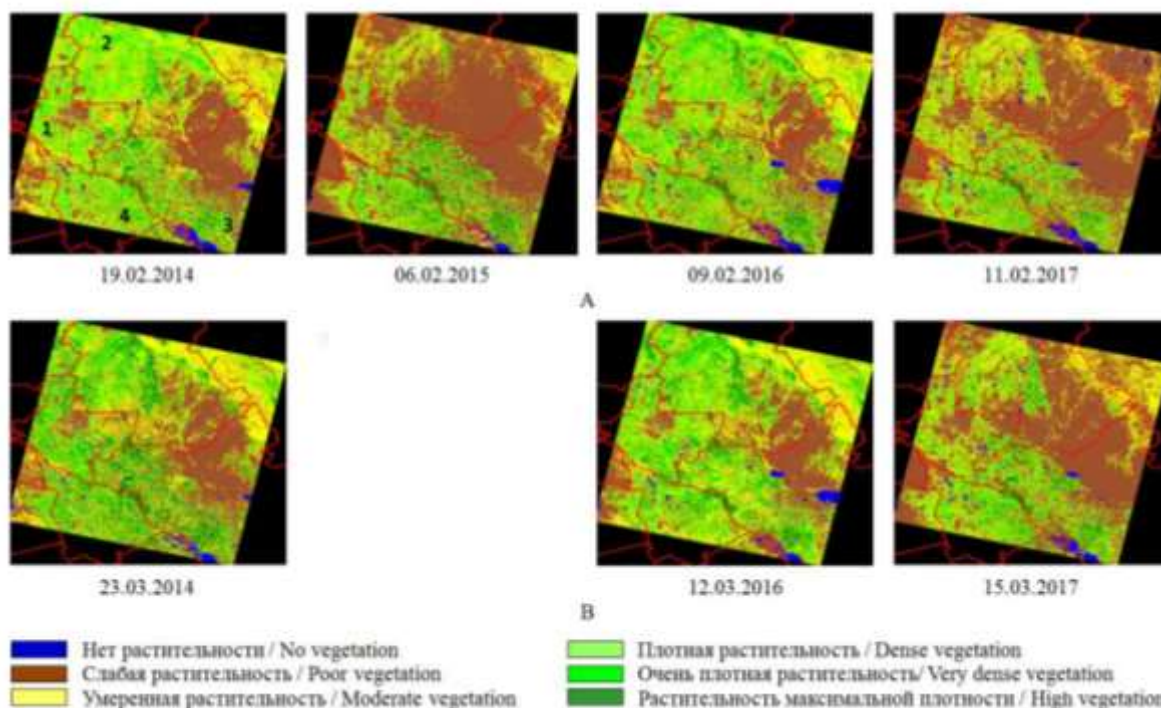 2
1
4
3
19.02.2014 06.02.2015 09.02.2016 11.02.2017
A
23.03.2014 12.03.2016 15.03.2017
B
Нет растительности / No vegetation
Слабая растительность / Poor vegetation
Умеренная растительность / Moderate vegetation
Плотная растительность / Dense vegetation
Очень плотная растительность/ Very dense vegetation
Растительность максимальной плотности / High vegetation